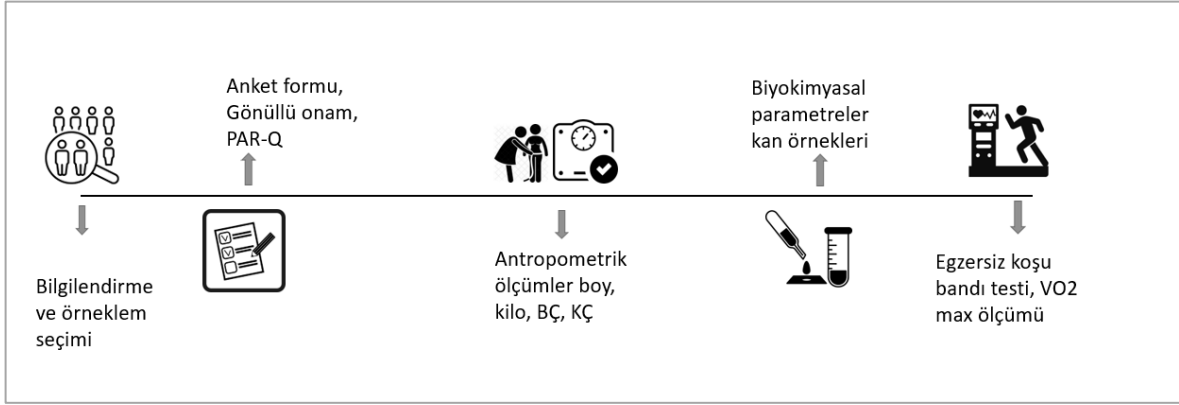 Bilgilendirme
ve örneklem
seçimi
Anket formu,
Gönüllü onam,
PAR-Q
Antropometrik
ölçümler boy,
kilo, BÇ, KÇ
Biyokimyasal
parametreler
kan örnekleri
Egzersiz koşu
bandı testi, VO2
max ölçümü